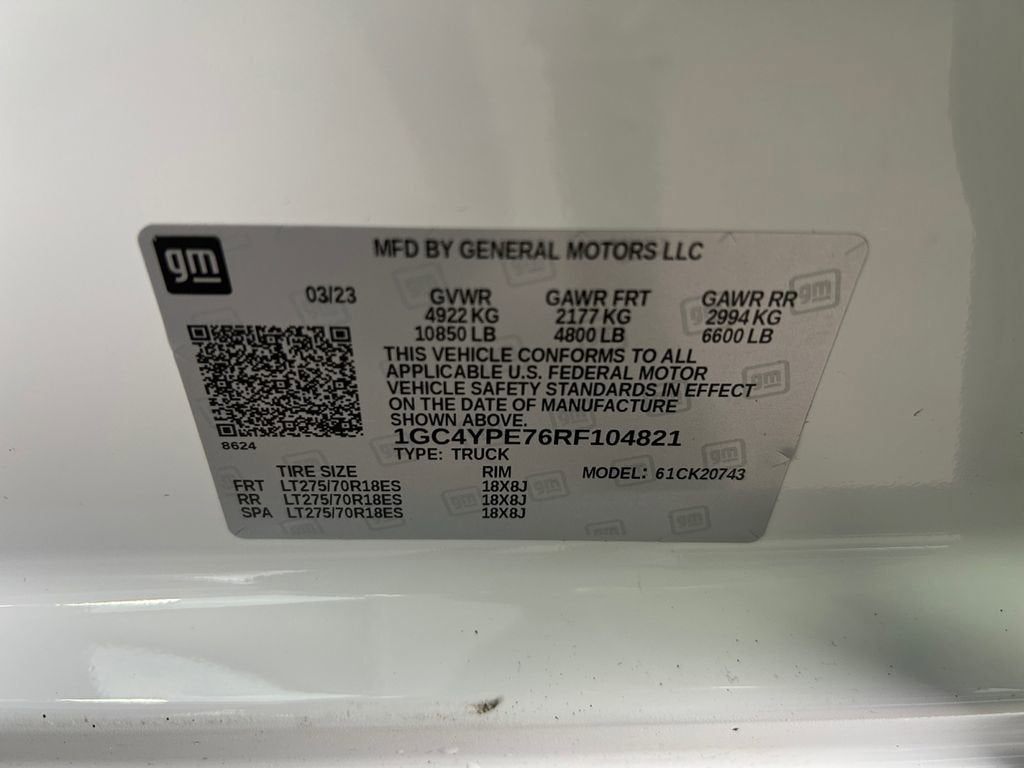 gm
MFD BY GENERAL MOTORS LLC
03/23 GVWR GAWR FRT GAWR RR
4922 KG 2177 KG 2994 KG
10850 LB 4800 LB 6600 LB
THIS VEHICLE CONFORMS TO ALL
APPLICABLE U.S. FEDERAL MOTOR
VEHICLE SAFETY STANDARDS IN EFFECT
ON THE DATE OF MANUFACTURE
SHOWN ABOVE.
1GC4YPE76RF104821
8624
TYPE: TRUCK
TIRE SIZE RIM MODEL: 61CK20743
FRT LT275/70R18ES 18X8J
RR LT275/70R18ES 18X8J
SPA LT275/70R18ES 18X8J